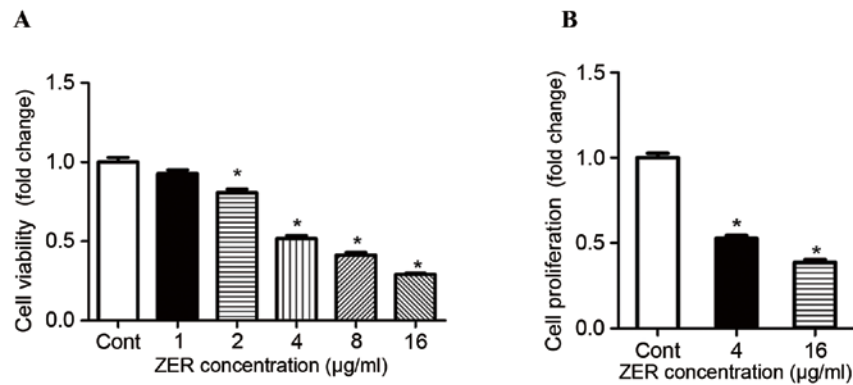 A
Cell viability (fold change)
1.5
1.0
0.5
0.0
*
*
*
*
Cont 1 2 4 8 16
ZER concentration (µg/ml)
B
Cell proliferation (fold change)
1.5
1.0
0.5
0.0
*
*
Cont 4 16
ZER concentration (µg/ml)